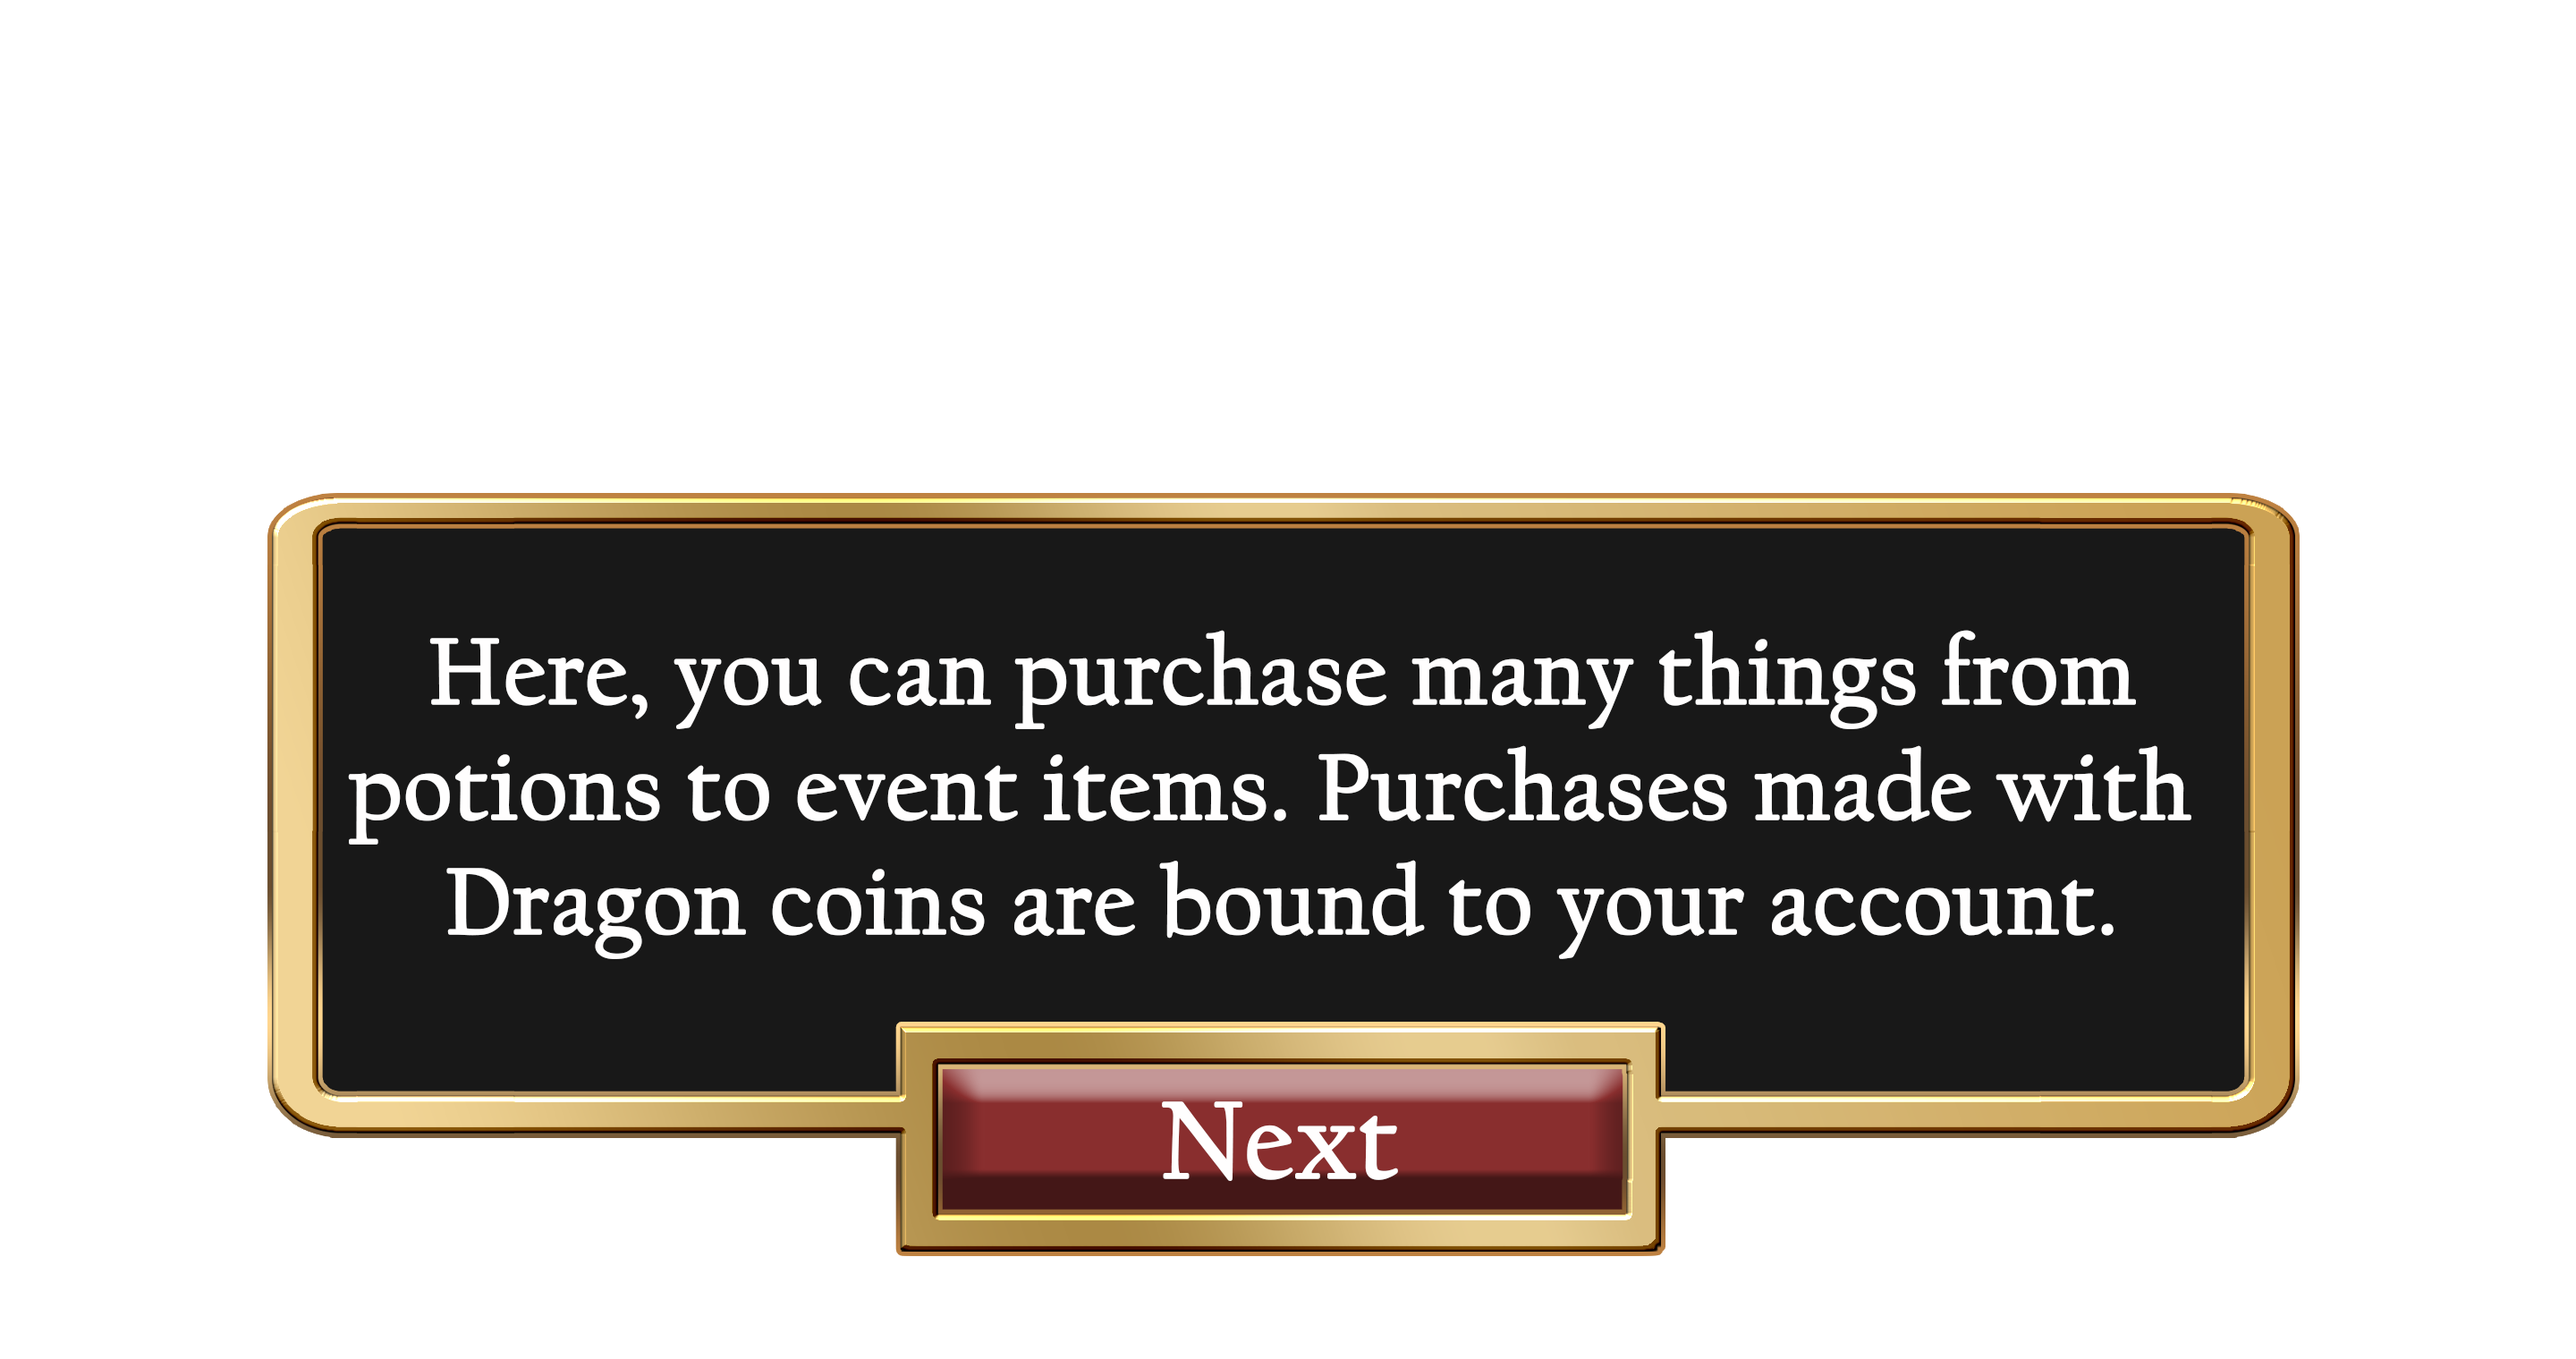 Here, you can purchase many things from
potions to event items. Purchases made with
Dragon coins are bound to your account.
Next